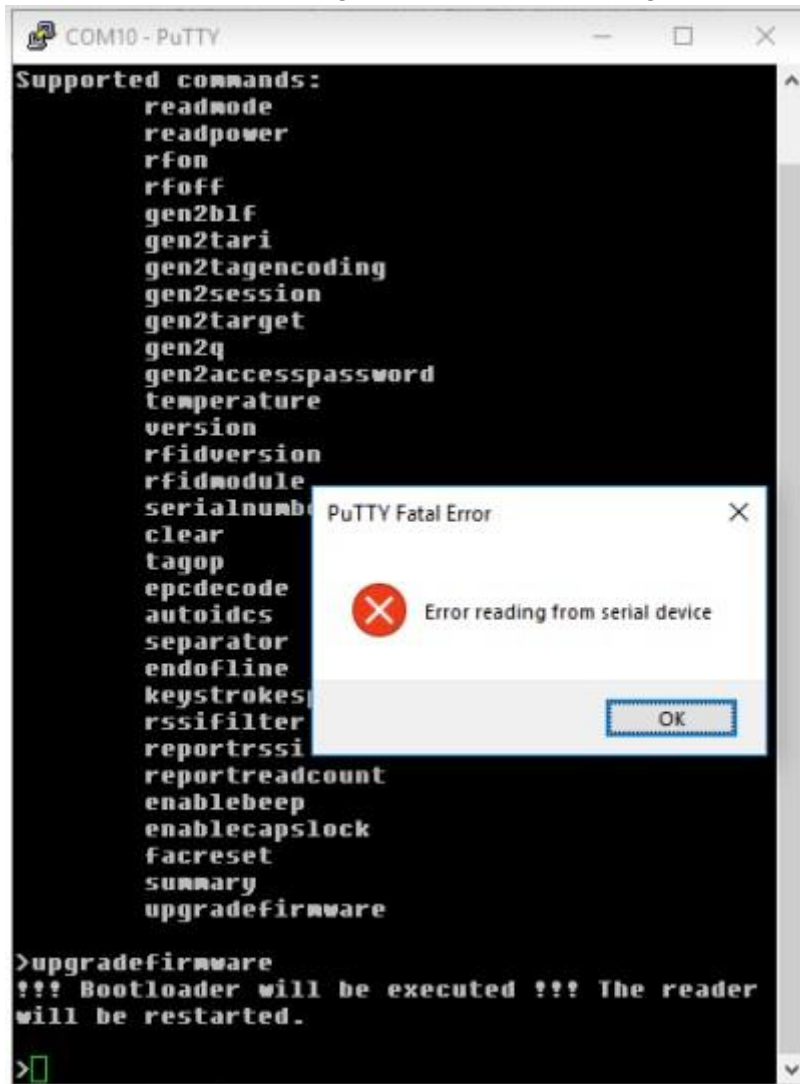 COM10 - PuTTY
Supported commands:
readmode
readpower
rfon
rfoff
gen2blf
gen2tari
gen2tagencoding
gen2session
gen2target
gen2q
gen2accesspassword
temperature
version
rfidversion
rfidmodule
clear
tagop
epcdecode
autoidcs
separator
endofline
rssifilter
reportrssi
reportreadcount
enablebeep
enablecapslock
facreset
summary
upgradefirmware
PuTTY Fatal Error
Error reading from serial device
OK
>upgradefirmware
!!! Bootloader will be executed !!! The reader
will be restarted.
>